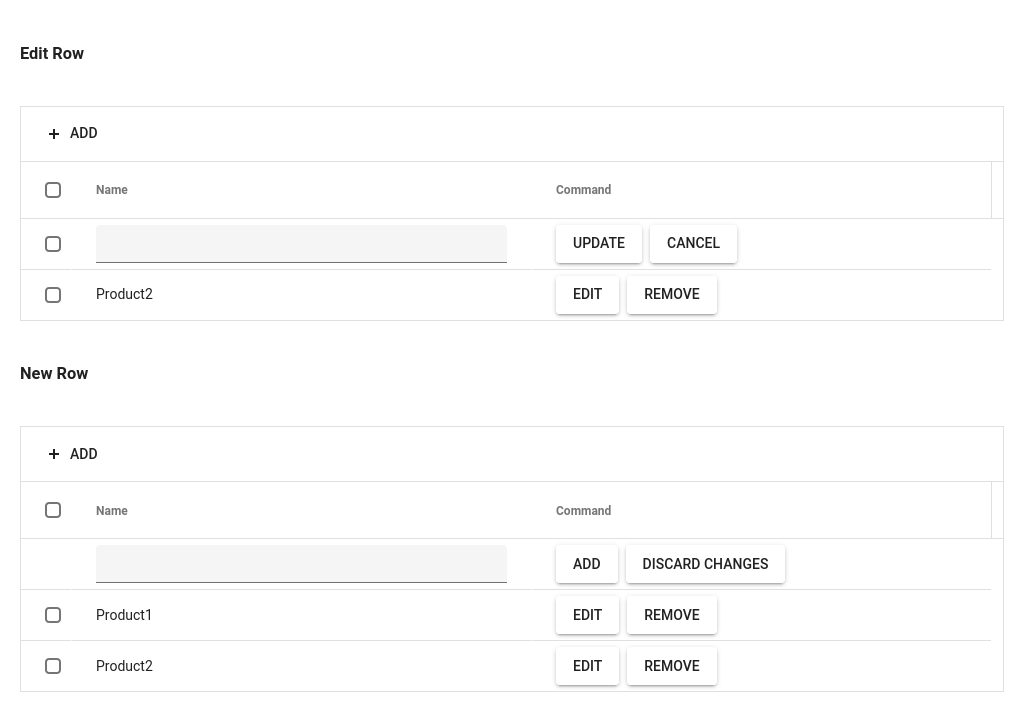 Edit Row
ADD
Name Command
UPDATE CANCEL
Product2 EDIT REMOVE
New Row
ADD
Name Command
ADD DISCARD CHANGES
Product1 EDIT REMOVE
Product2 EDIT REMOVE